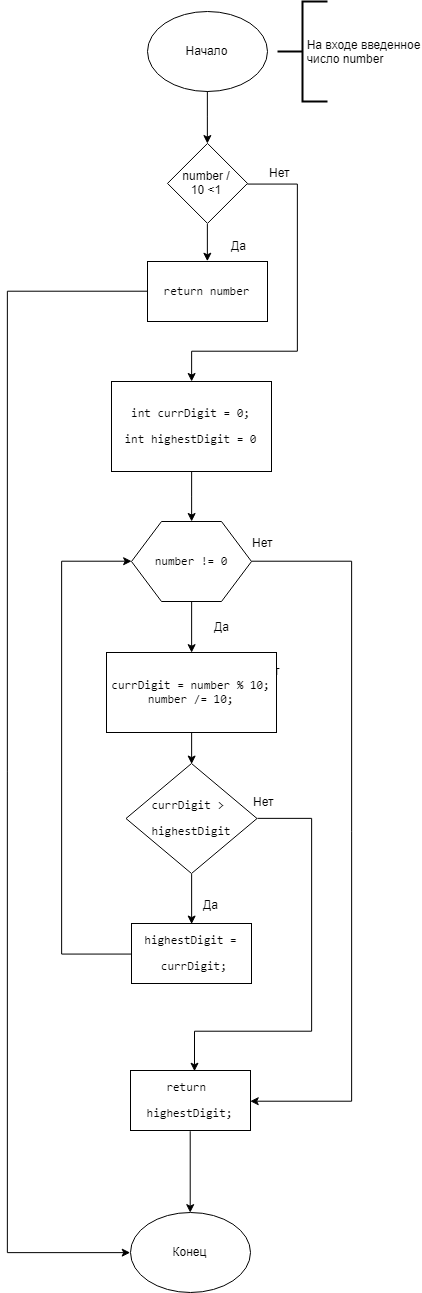 Начало
На входе введенное
число number
number /
10 <1
Нет
Да
return number
int currDigit = 0;
int highestDigit = 0
number != 0
Нет
Да
currDigit = number % 10;
number /= 10;
currDigit >
highestDigit
Нет
Да
highestDigit =
currDigit;
return
highestDigit;
Конец